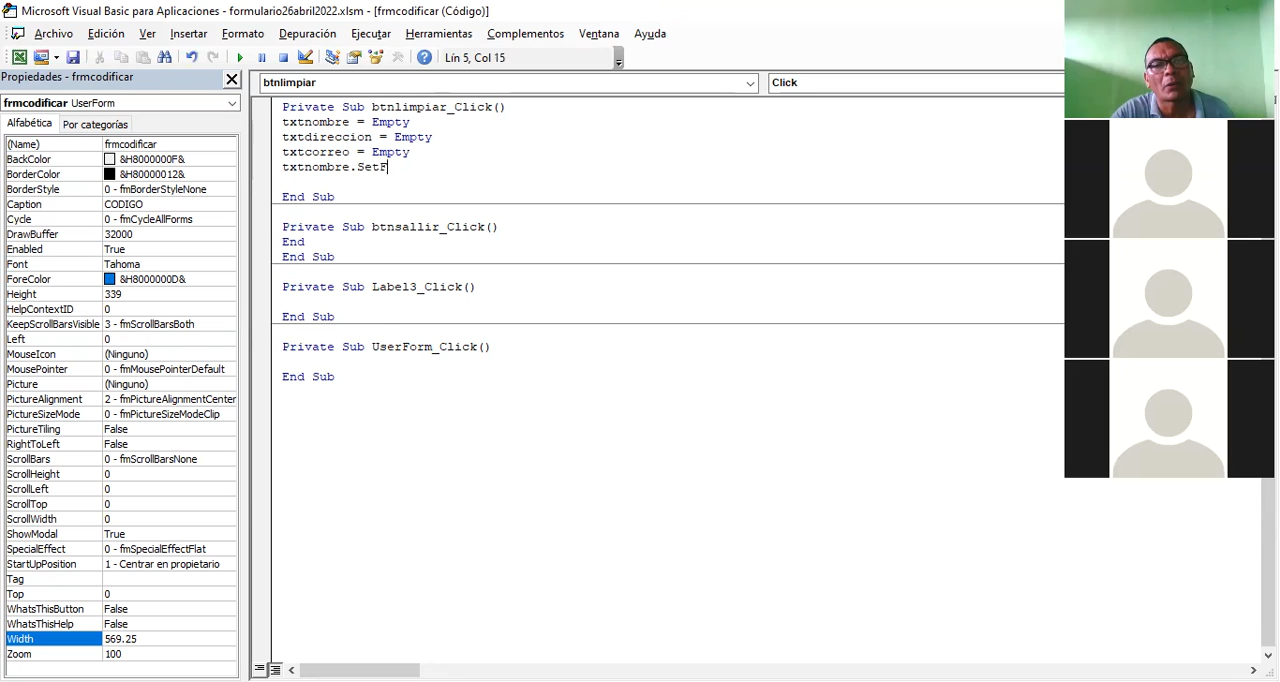 Microsoft Visual Basic para Aplicaciones - formulario26abril2022.xlsm - [frmcodificar (Código)]
Archivo Edición Ver Insertar Formato Depuración Ejecutar Herramientas Complementos Ventana Ayuda
Lín 5, Col 15
Propiedades - frmcodificar
frmcodificar UserForm
Alfabética Por categorías
(Name) frmcodificar
BackColor &H8000000F&
BorderColor &H80000012&
BorderStyle 0 - fmBorderStyleNone
Caption CODIGO
Cycle 0 - fmCycleAllForms
DrawBuffer 32000
Enabled True
Font Tahoma
ForeColor &H8000000D&
Height 339
HelpContextID 0
KeepScrollBarsVisible 3 - fmScrollBarsBoth
Left 0
MouseIcon (Ninguno)
MousePointer 0 - fmMousePointerDefault
Picture (Ninguno)
PictureAlignment 2 - fmPictureAlignmentCenter
PictureSizeMode 0 - fmPictureSizeModeClip
PictureTiling False
RightToLeft False
ScrollBars 0 - fmScrollBarsNone
ScrollHeight 0
ScrollLeft 0
ScrollTop 0
ScrollWidth 0
ShowModal True
SpecialEffect 0 - fmSpecialEffectFlat
StartUpPosition 1 - Centrar en propietario
Tag
Top 0
WhatsThisButton False
WhatsThisHelp False
Width 569.25
Zoom 100
btnlimpiar Click
Private Sub btnlimpiar_Click()
txtnombre = Empty
txtdireccion = Empty
txtcorreo = Empty
txtnombre.SetF
End Sub
Private Sub btnsallir_Click()
End
End Sub
Private Sub Label3_Click()
End Sub
Private Sub UserForm_Click()
End Sub